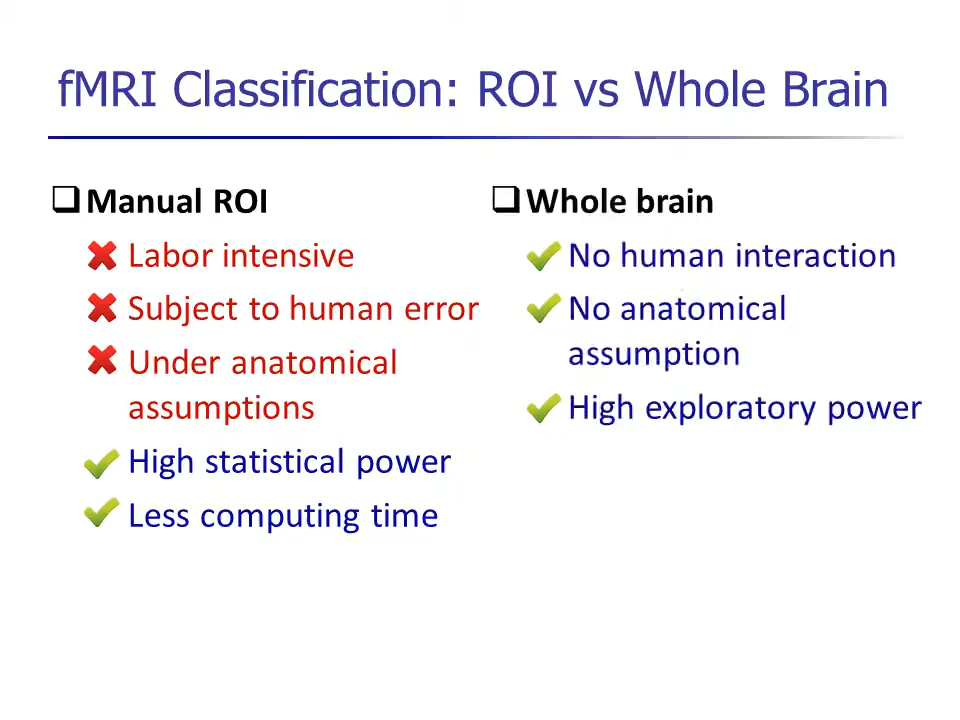 fMRI Classification: ROI vs Whole Brain
Manual ROI
Labor intensive
Subject to human error
Under anatomical
assumptions
High statistical power
Less computing time
Whole brain
No human interaction
No anatomical
assumption
High exploratory power